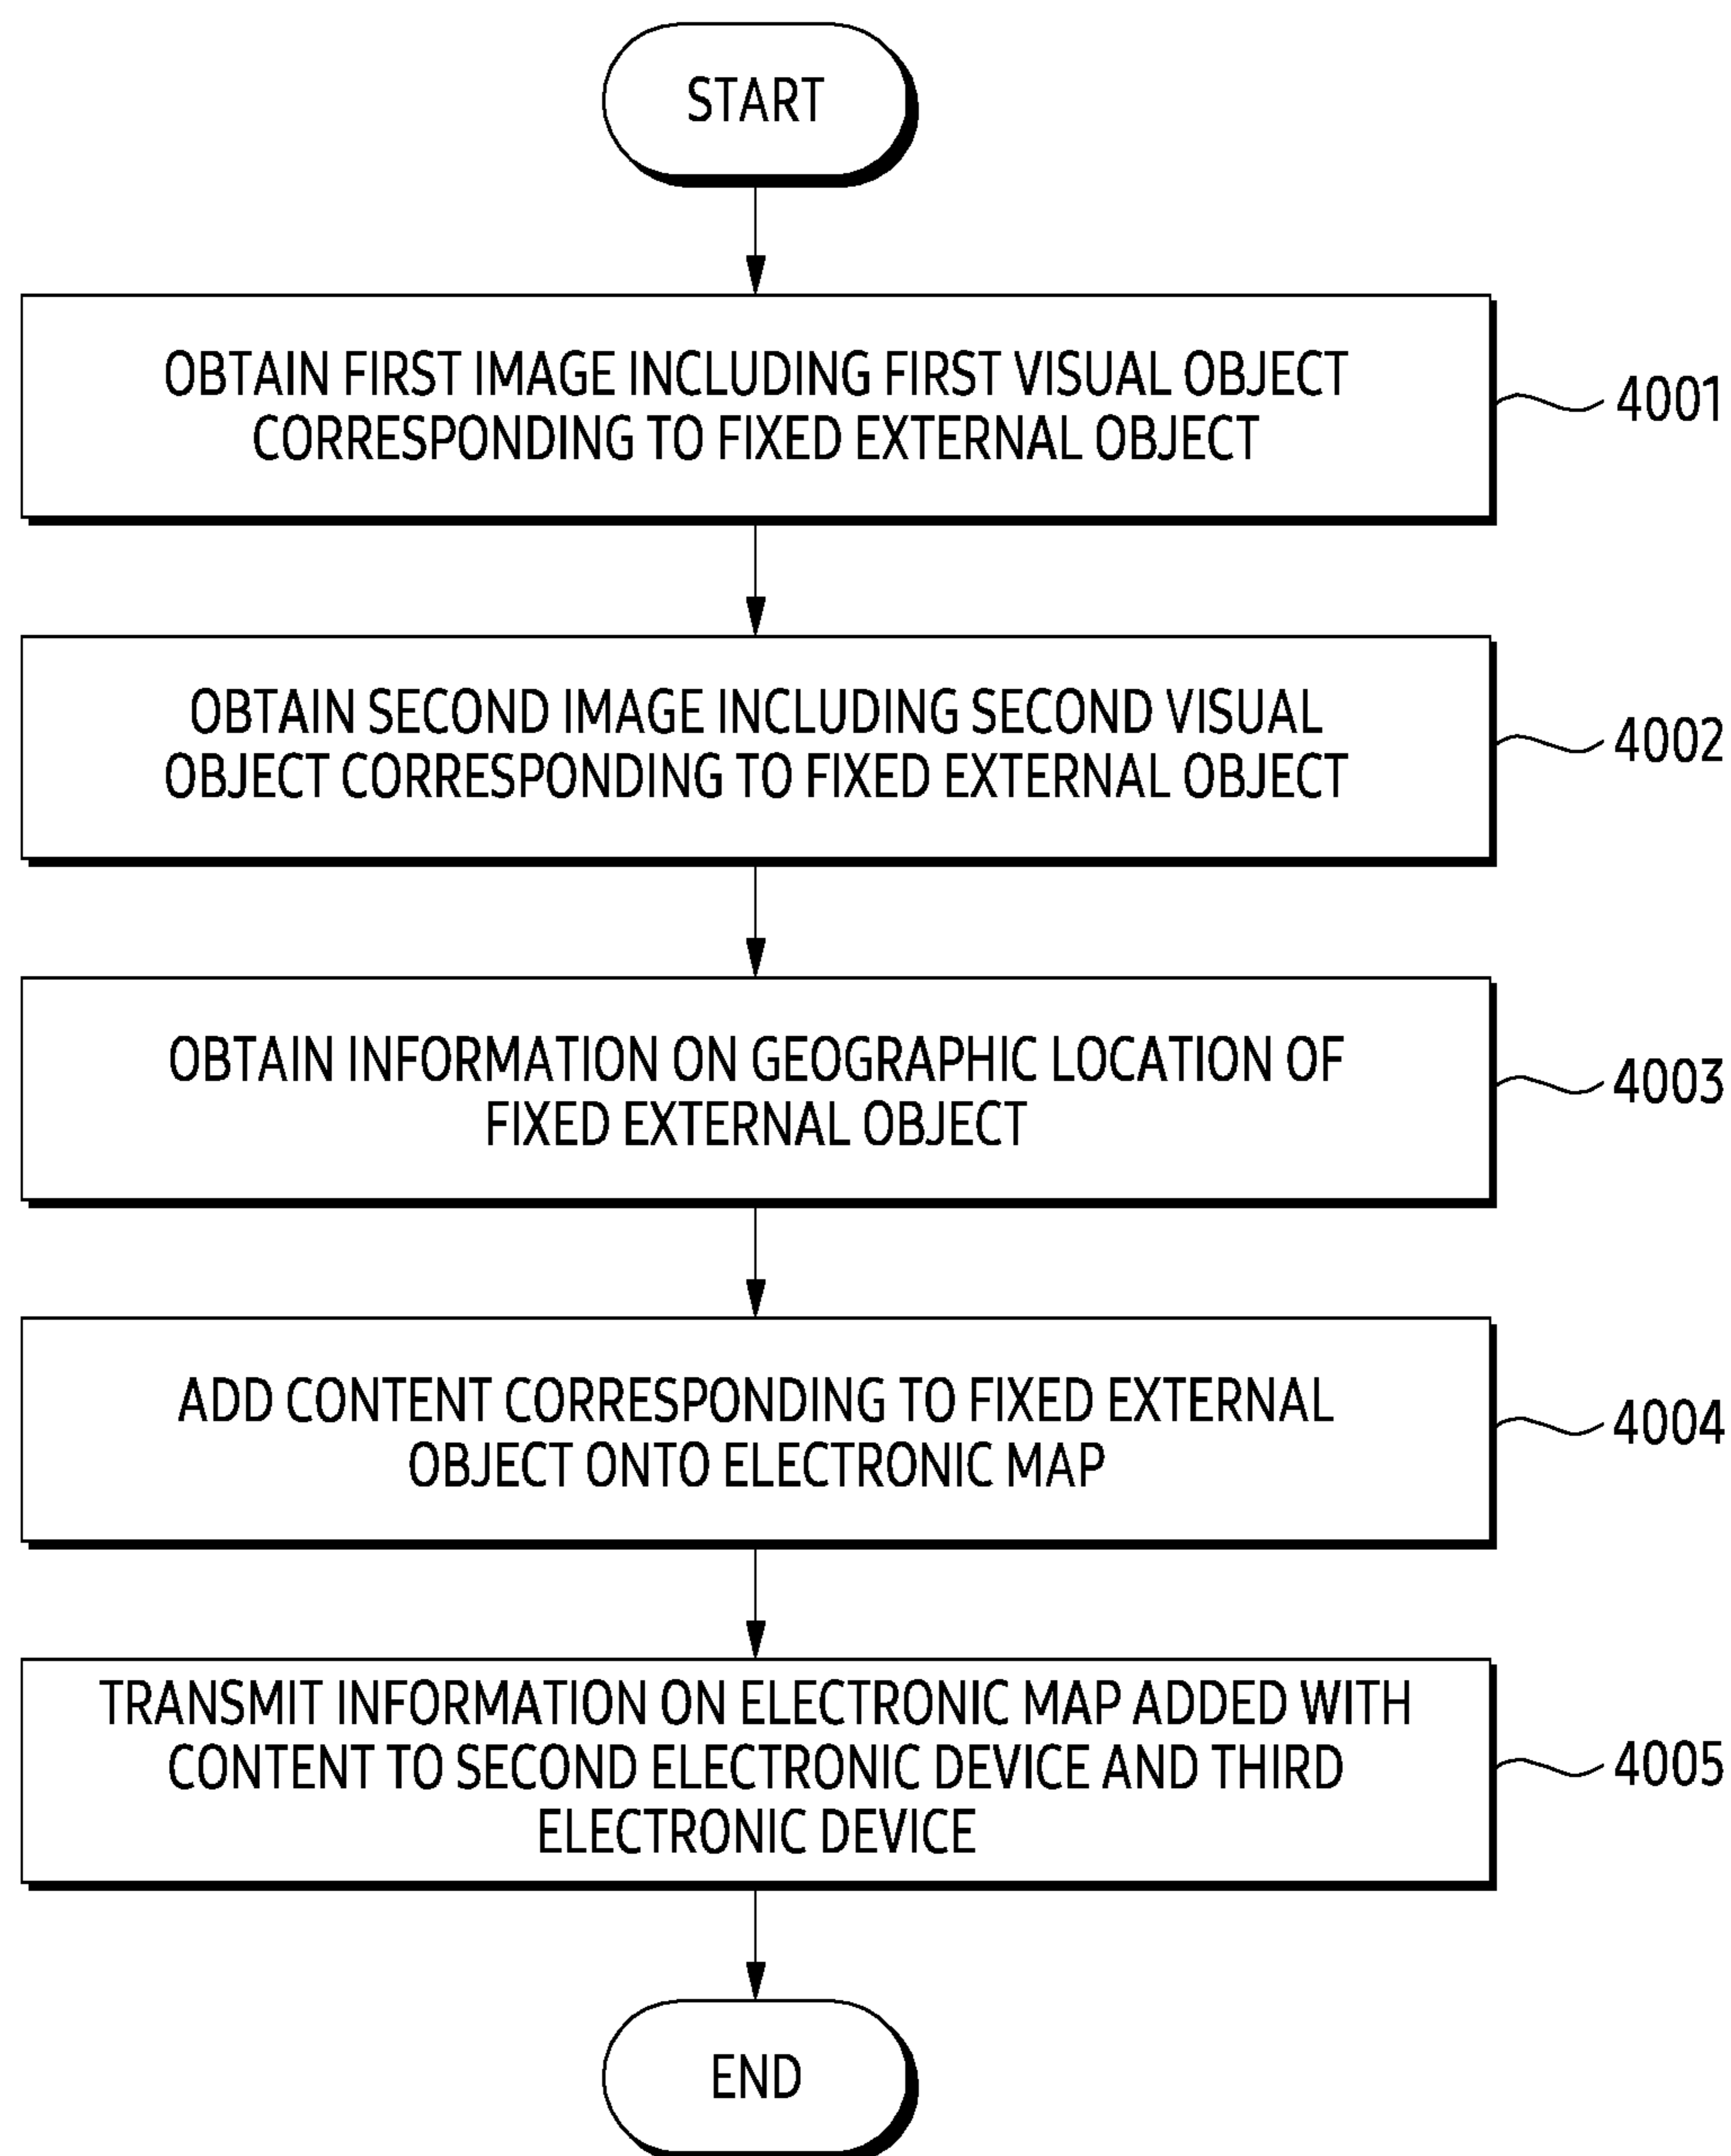 START
OBTAIN FIRST IMAGE INCLUDING FIRST VISUAL OBJECT
CORRESPONDING TO FIXED EXTERNAL OBJECT
4001
OBTAIN SECOND IMAGE INCLUDING SECOND VISUAL
OBJECT CORRESPONDING TO FIXED EXTERNAL OBJECT
4002
OBTAIN INFORMATION ON GEOGRAPHIC LOCATION OF
FIXED EXTERNAL OBJECT
4003
ADD CONTENT CORRESPONDING TO FIXED EXTERNAL
OBJECT ONTO ELECTRONIC MAP
4004
TRANSMIT INFORMATION ON ELECTRONIC MAP ADDED WITH
CONTENT TO SECOND ELECTRONIC DEVICE AND THIRD
ELECTRONIC DEVICE
4005
END